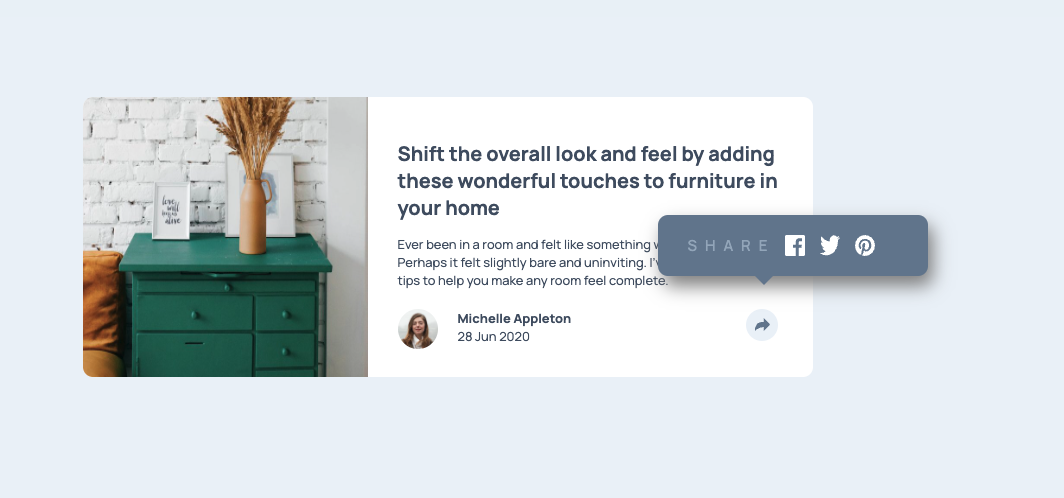 Shift the overall look and feel by adding
these wonderful touches to furniture in
your home
Ever been in a room and felt like something
Perhaps it felt slightly bare and uninviting.
tips to help you make any room feel complete.
SHARE
Michelle Appleton
28 Jun 2020
love
will
keep us
alive